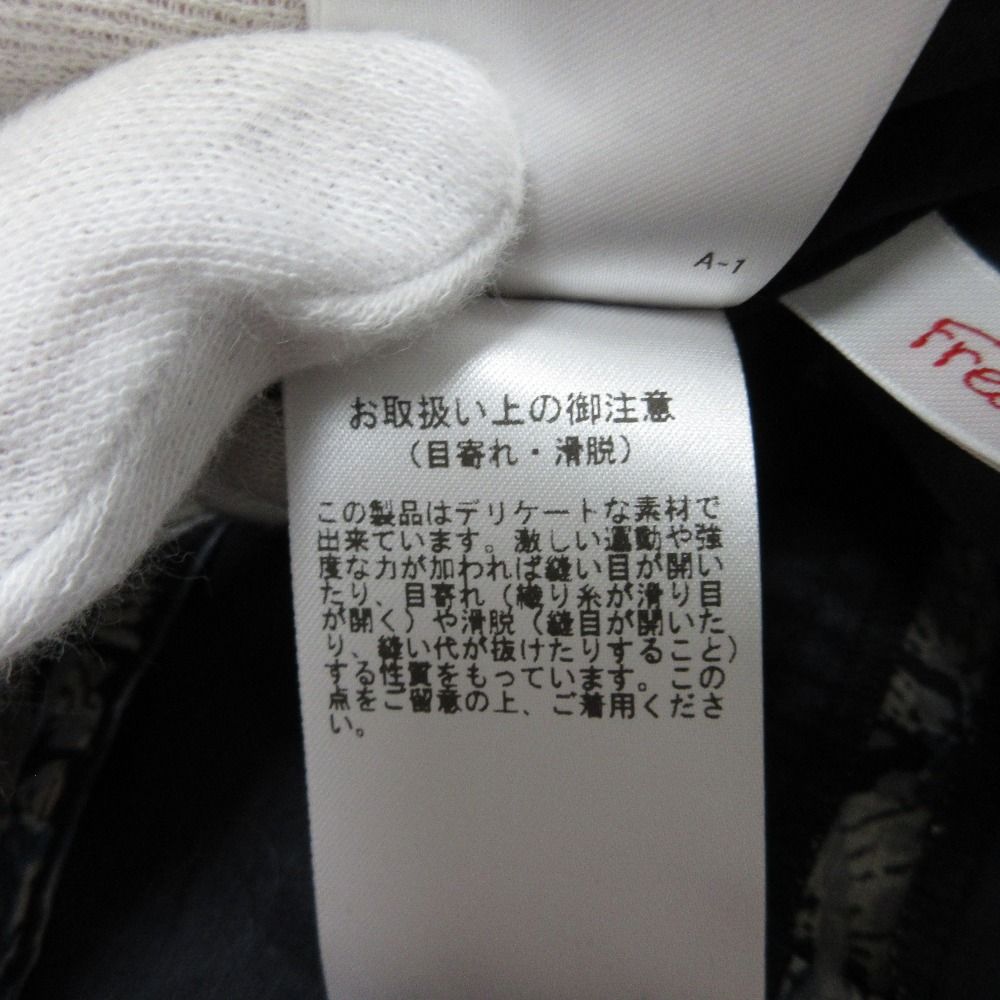 A-1
Fre
お取扱い上の御注意
（目寄れ・滑脱）
この製品はデリケートな素材で
出来ています。激しい運動や強
度な力が加われば縫い目が開い
たり、目寄れ（織り糸が滑り目
が開く）や滑脱（縫目が開いた
り、縫い代が抜けたりすること）
する性質をもっています。この
点をご留意の上、ご着用くださ
い。